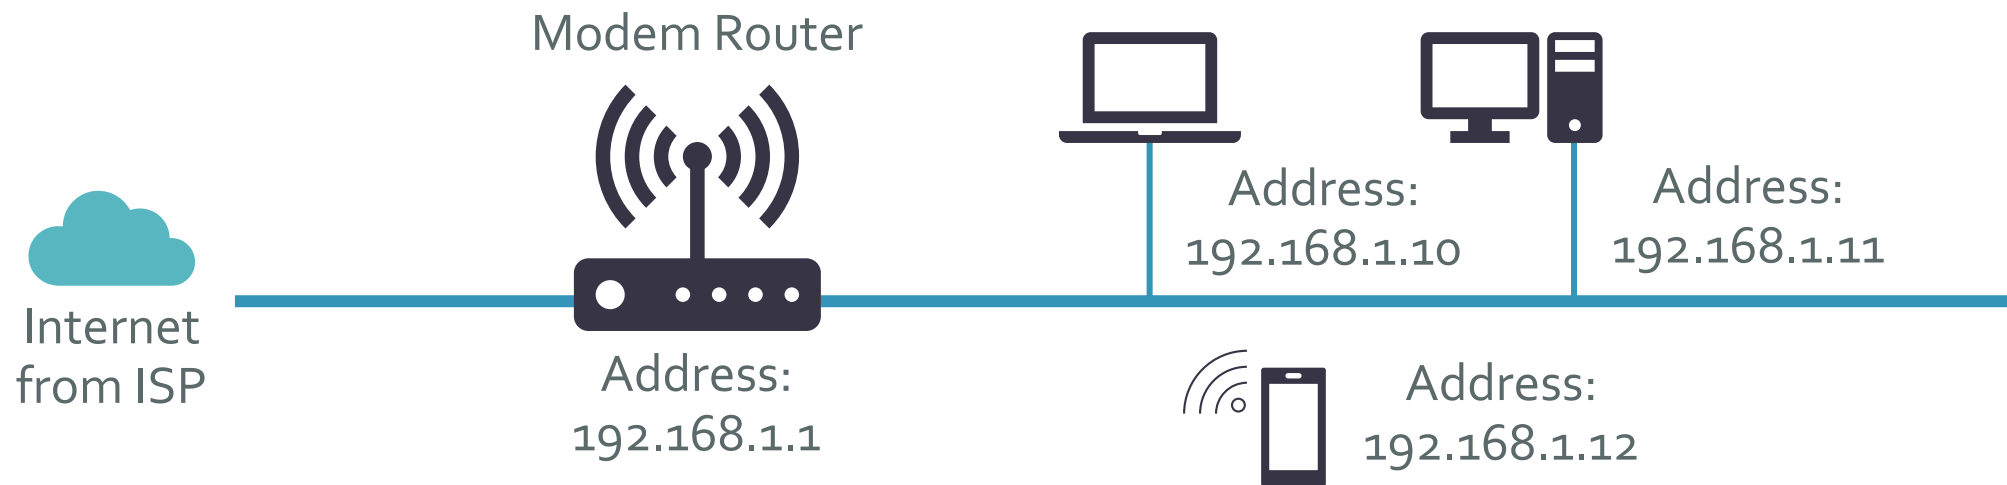 Modem Router
Internet
from ISP
Address:
192.168.1.1
Address:
192.168.1.10
Address:
192.168.1.11
Address:
192.168.1.12